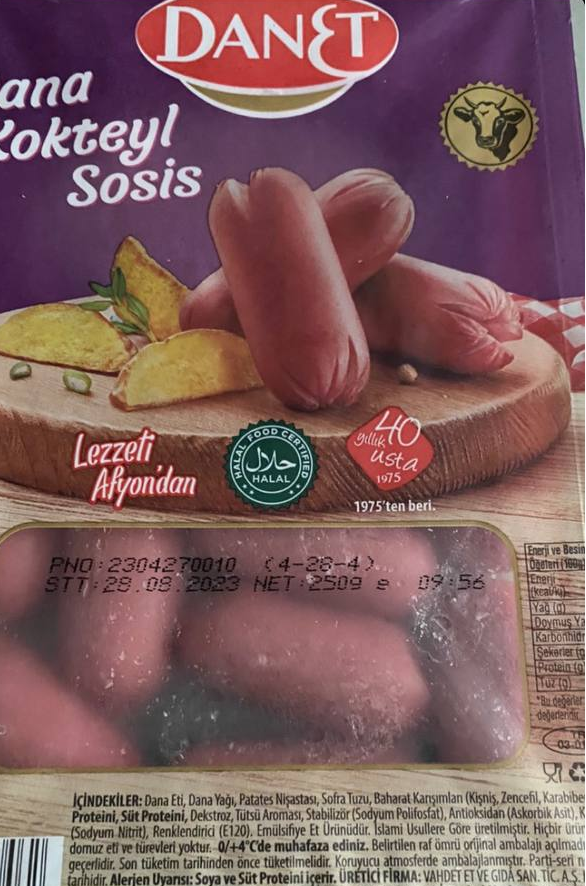 DANET
ana
Kokteyl
Sosis
Lezzeti
Afyon'dan
HALAL FOOD CERTIFIED
حلال
HALAL
40
yıllık
usta
1975
1975'ten beri.
PNO:2304270010 (4-28-4)
STT:28.08.2023 NET:250g e 09:56
Enerji ve Besin
Öğeleri (100g)
Enerji
(kcal/kj)
Yağ (g)
Doymuş Ya
Karbonhidr
Şekerler (g
Protein (g
Tuz (g)
*Bu değerler
değerleridir.
İÇİNDEKİLER: Dana Eti, Dana Yağı, Patates Nişastası, Sofra Tuzu, Baharat Karışımları (Kişniş, Zencefil, Karabibe
Proteini, Süt Proteini, Dekstroz, Tütsü Aroması, Stabilizör (Sodyum Polifosfat), Antioksidan (Askorbik Asit), K
(Sodyum Nitrit), Renklendirici (E120). Emülsifiye Et Ürünüdür. İslami Usullere Göre üretilmiştir. Hiçbir ürün
domuz eti ve türevleri yoktur. 0/+4°C'de muhafaza ediniz. Belirtilen raf ömrü orijinal ambalajı açılmad
geçerlidir. Son tüketim tarihinden önce tüketilmelidir. Koruyucu atmosferde ambalajlanmıştır. Parti-seri n
tarihidir. Alerjen Uyarısı: Soya ve Süt Proteini içerir. ÜRETİCİ FİRMA: VAHDET ET VE GIDA SAN. TİC. A.Ş.